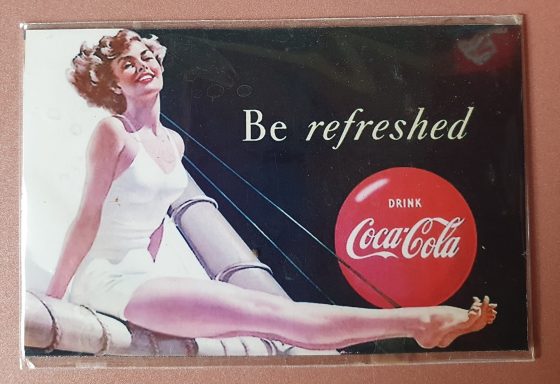 Be refreshed
DRINK
Coca-Cola